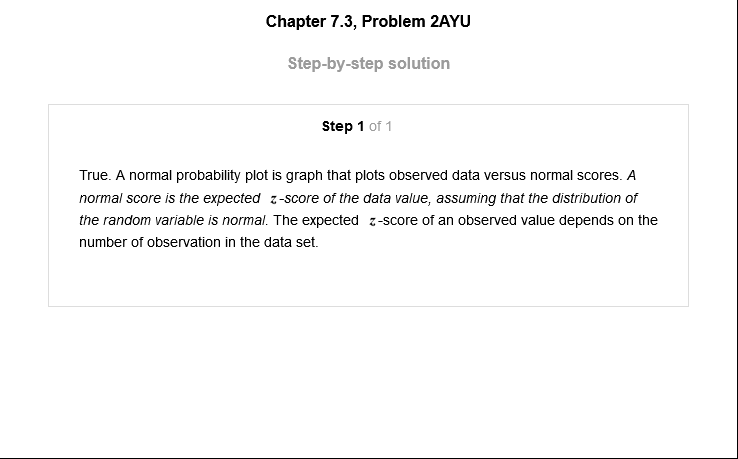 Chapter 7.3, Problem 2AYU
Step-by-step solution
Step 1 of 1
True. A normal probability plot is graph that plots observed data versus normal scores. A
normal score is the expected z-score of the data value, assuming that the distribution of
the random variable is normal. The expected z-score of an observed value depends on the
number of observation in the data set.